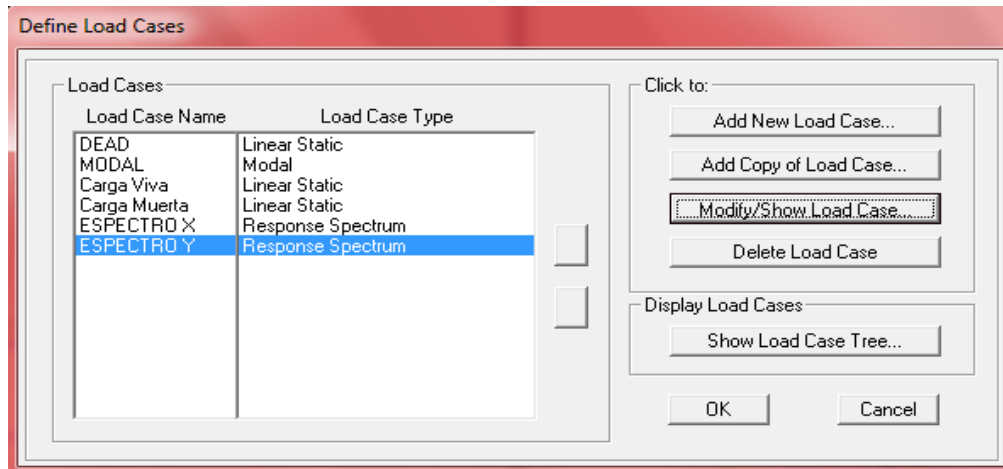 Define Load Cases
Load Cases
Load Case Name Load Case Type
DEAD Linear Static
MODAL Modal
Carga Viva Linear Static
Carga Muerta Linear Static
ESPECTRO X Response Spectrum
ESPECTRO Y Response Spectrum
Click to:
Add New Load Case...
Add Copy of Load Case...
Modify/Show Load Case...
Delete Load Case
Display Load Cases
Show Load Case Tree...
OK Cancel